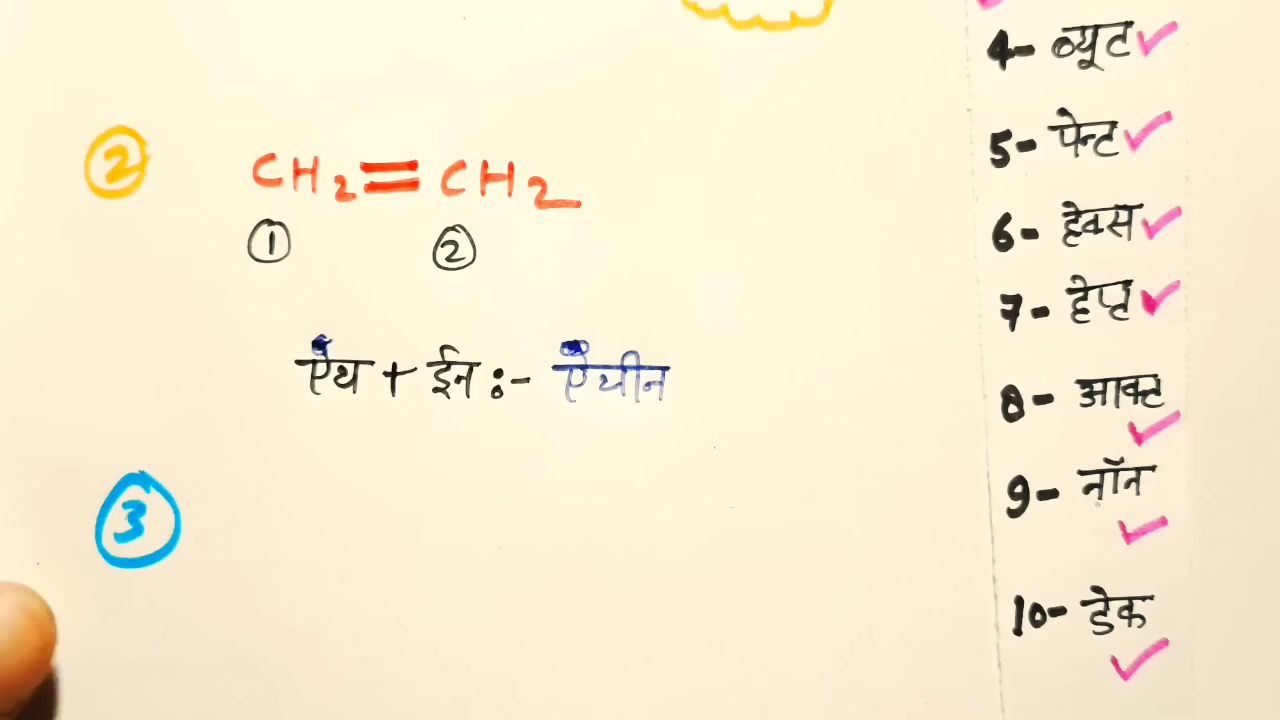 ② CH₂=CH₂
① ②
ऐथ + ईन :- ऐथीन
③
4- ब्यूट ✓
5- पेन्ट ✓
6- हेक्स ✓
7- हेप्ट ✓
8- आक्ट ✓
9- नॉन ✓
10- डेक ✓